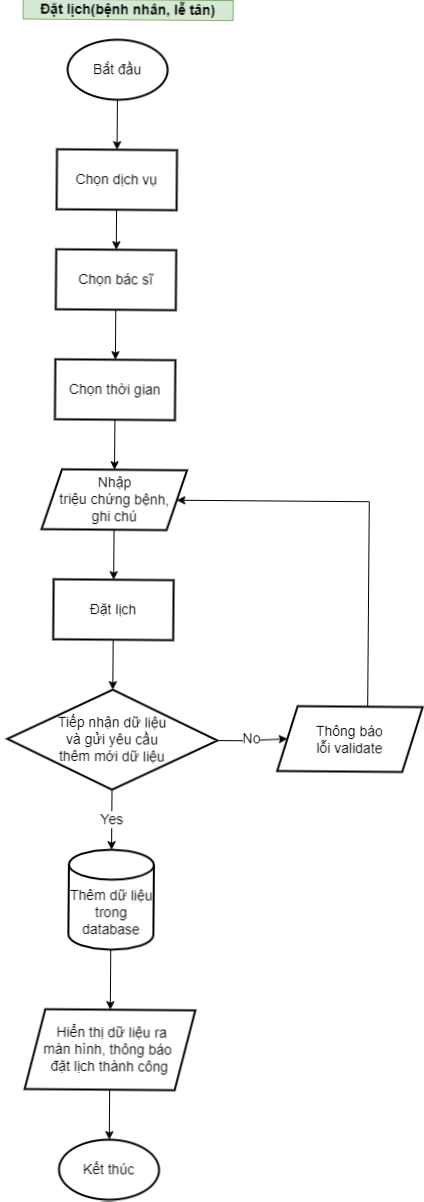 Đặt lịch(bệnh nhân, lễ tân)
Bắt đầu
Chọn dịch vụ
Chọn bác sĩ
Chọn thời gian
Nhập
triệu chứng bệnh,
ghi chú
Đặt lịch
Tiếp nhận dữ liệu
và gửi yêu cầu
thêm mới dữ liệu
No
Thông báo
lỗi validate
Yes
Thêm dữ liệu
trong
database
Hiển thị dữ liệu ra
màn hình, thông báo
đặt lịch thành công
Kết thúc